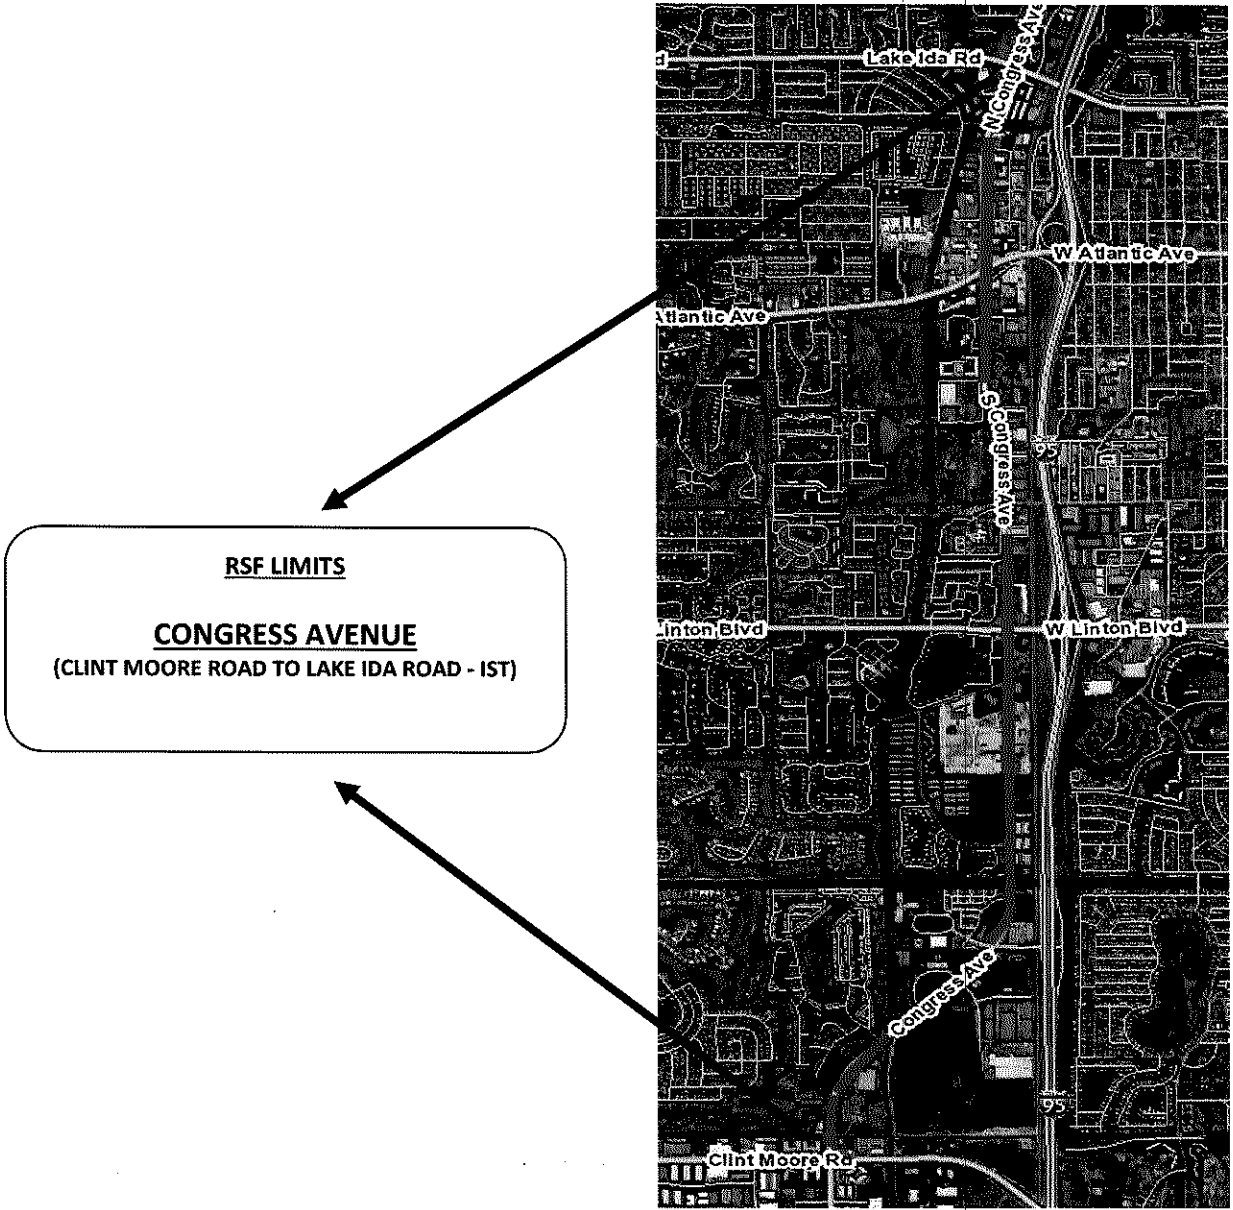 d
Lake Ida Rd
N Congress Ave
W Atlantic Ave
Atlantic Ave
S Congress Ave
95
RSF LIMITS
CONGRESS AVENUE
(CLINT MOORE ROAD TO LAKE IDA ROAD - IST)
Linton Blvd
W Linton Blvd
Congress Ave
95
Clint Moore Rd